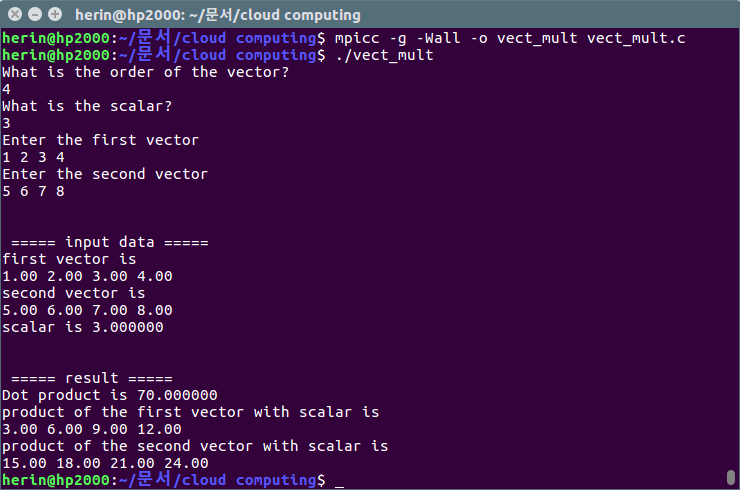 herin@hp2000: ~/문서/cloud computing
herin@hp2000:~/문서/cloud computing$ mpicc -g -Wall -o vect_mult vect_mult.c
herin@hp2000:~/문서/cloud computing$ ./vect_mult
What is the order of the vector?
4
What is the scalar?
3
Enter the first vector
1 2 3 4
Enter the second vector
5 6 7 8
===== input data =====
first vector is
1.00 2.00 3.00 4.00
second vector is
5.00 6.00 7.00 8.00
scalar is 3.000000
===== result =====
Dot product is 70.000000
product of the first vector with scalar is
3.00 6.00 9.00 12.00
product of the second vector with scalar is
15.00 18.00 21.00 24.00
herin@hp2000:~/문서/cloud computing$ _